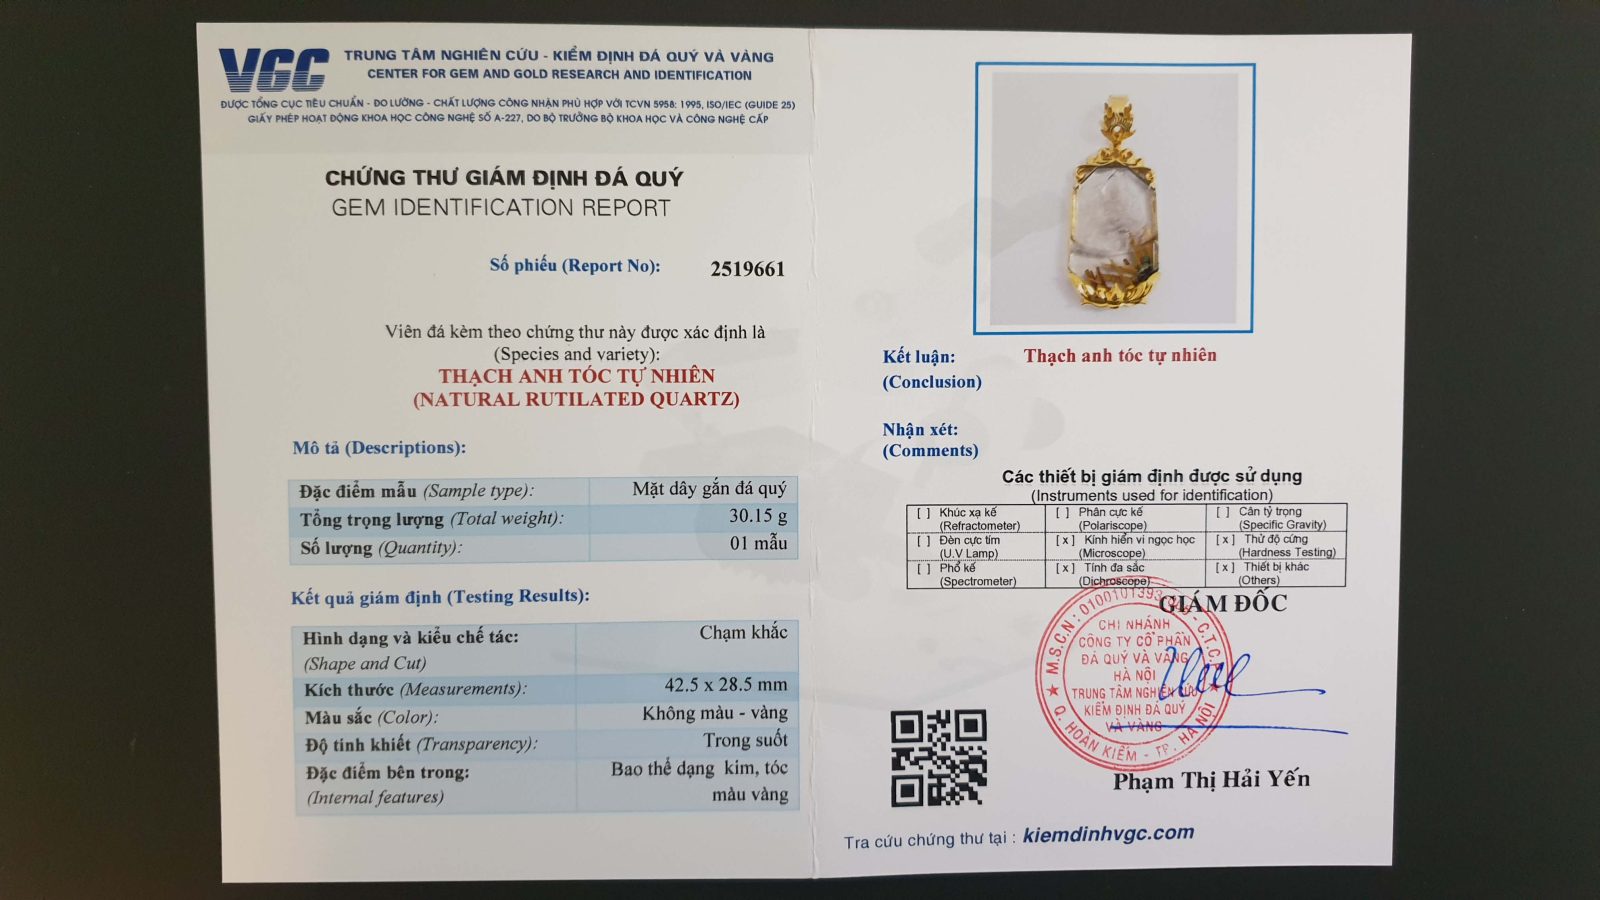 VGC
TRUNG TÂM NGHIÊN CỨU - KIỂM ĐỊNH ĐÁ QUÝ VÀ VÀNG
CENTER FOR GEM AND GOLD RESEARCH AND IDENTIFICATION
ĐƯỢC TỔNG CỤC TIÊU CHUẨN - ĐO LƯỜNG - CHẤT LƯỢNG CÔNG NHẬN PHÙ HỢP VỚI TCVN 5958: 1995, ISO/IEC (GUIDE 25)
GIẤY PHÉP HOẠT ĐỘNG KHOA HỌC CÔNG NGHỆ SỐ A-227, DO BỘ TRƯỞNG BỘ KHOA HỌC VÀ CÔNG NGHỆ CẤP
CHỨNG THƯ GIÁM ĐỊNH ĐÁ QUÝ
GEM IDENTIFICATION REPORT
Số phiếu (Report No): 2519661
Viên đá kèm theo chứng thư này được xác định là
(Species and variety):
THẠCH ANH TÓC TỰ NHIÊN
(NATURAL RUTILATED QUARTZ)
Mô tả (Descriptions):
Đặc điểm mẫu (Sample type): Mặt dây gắn đá quý
Tổng trọng lượng (Total weight): 30.15 g
Số lượng (Quantity): 01 mẫu
Kết quả giám định (Testing Results):
Hình dạng và kiểu chế tác: Chạm khắc
(Shape and Cut)
Kích thước (Measurements): 42.5 x 28.5 mm
Màu sắc (Color): Không màu - vàng
Độ tinh khiết (Transparency): Trong suốt
Đặc điểm bên trong: Bao thể dạng kim, tóc
(Internal features) màu vàng
Kết luận: Thạch anh tóc tự nhiên
(Conclusion)
Nhận xét:
(Comments)
Các thiết bị giám định được sử dụng
(Instruments used for identification)
[ ] Khúc xạ kế [ ] Phân cực kế [ ] Cân tỷ trọng
(Refractometer) (Polariscope) (Specific Gravity)
[ ] Đèn cực tím [ x ] Kính hiển vi ngọc học [ x ] Thử độ cứng
(U.V Lamp) (Microscope) (Hardness Testing)
[ ] Phổ kế [ x ] Tính đa sắc [ x ] Thiết bị khác
(Spectrometer) (Dichroscope) (Others)
GIÁM ĐỐC
M.S.C.N: 0100101393 - C.T.C.P
CHI NHÁNH
CÔNG TY CỔ PHẦN
ĐÁ QUÝ VÀ VÀNG
HÀ NỘI
TRUNG TÂM NGHIÊN CỨU
KIỂM ĐỊNH ĐÁ QUÝ
VÀ VÀNG
Q. HOÀN KIẾM - TP. HÀ NỘI
Phạm Thị Hải Yến
Tra cứu chứng thư tại : kiemdinhvgc.com